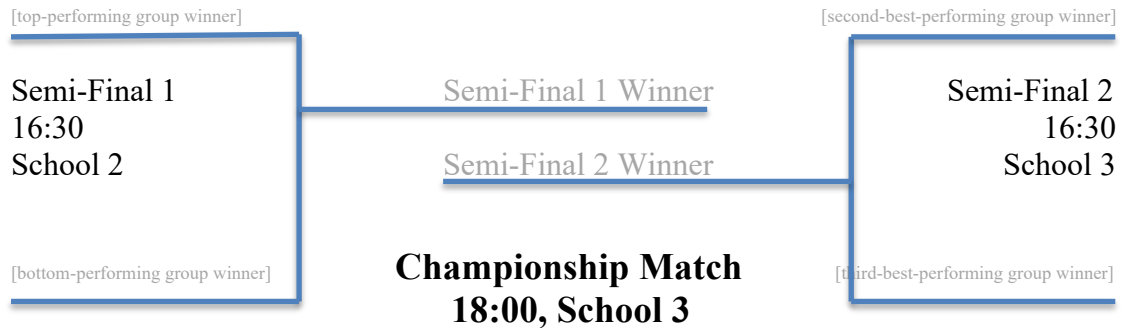 [top-performing group winner]
[second-best-performing group winner]
Semi-Final 1
16:30
School 2
Semi-Final 1 Winner
Semi-Final 2 Winner
Semi-Final 2
16:30
School 3
[bottom-performing group winner]
[third-best-performing group winner]
Championship Match
18:00, School 3